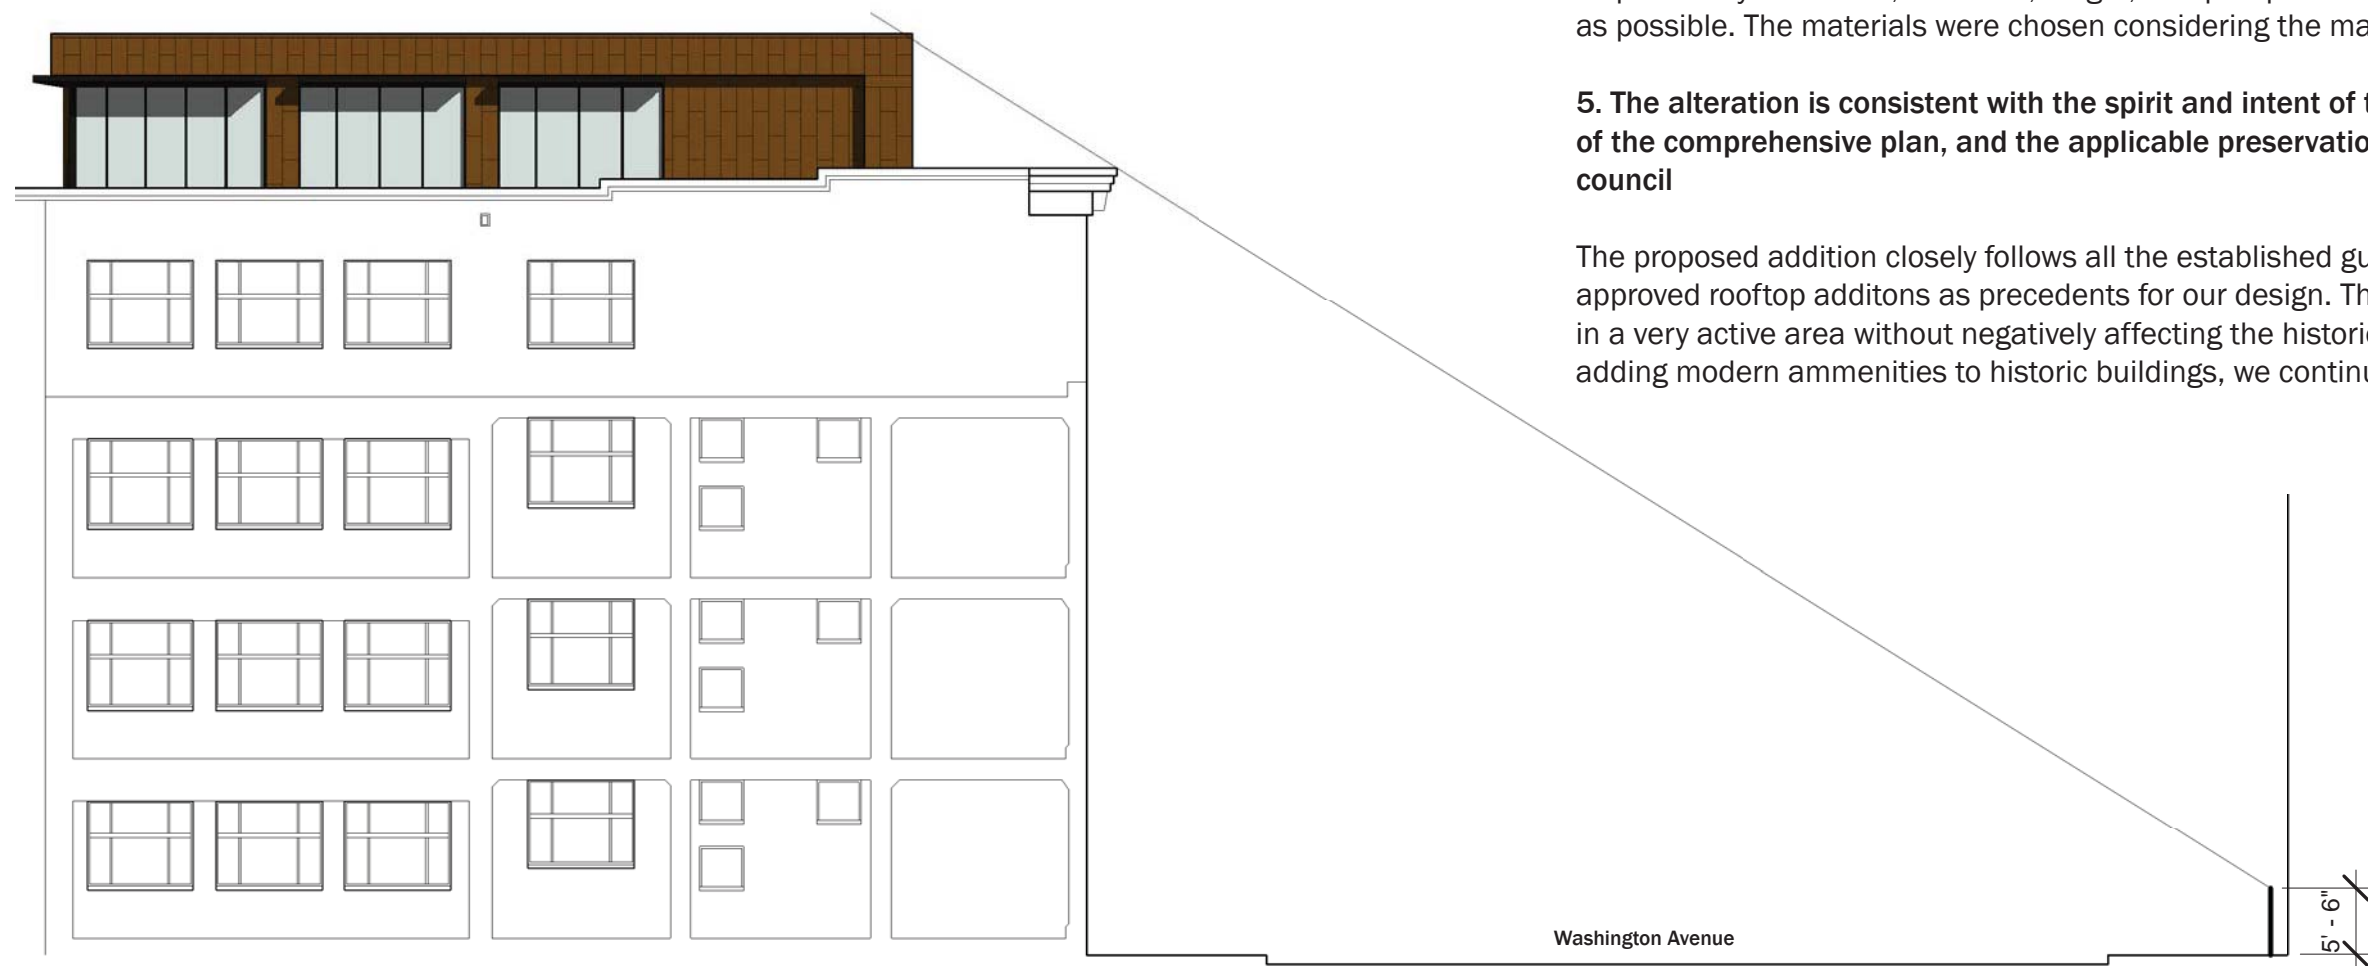 as possible. The materials were chosen considering the ma
5. The alteration is consistent with the spirit and intent of t
of the comprehensive plan, and the applicable preservatio
council
The proposed addition closely follows all the established gu
approved rooftop additons as precedents for our design. Th
in a very active area without negatively affecting the historic
adding modern ammenities to historic buildings, we continu
Washington Avenue
5' - 6"